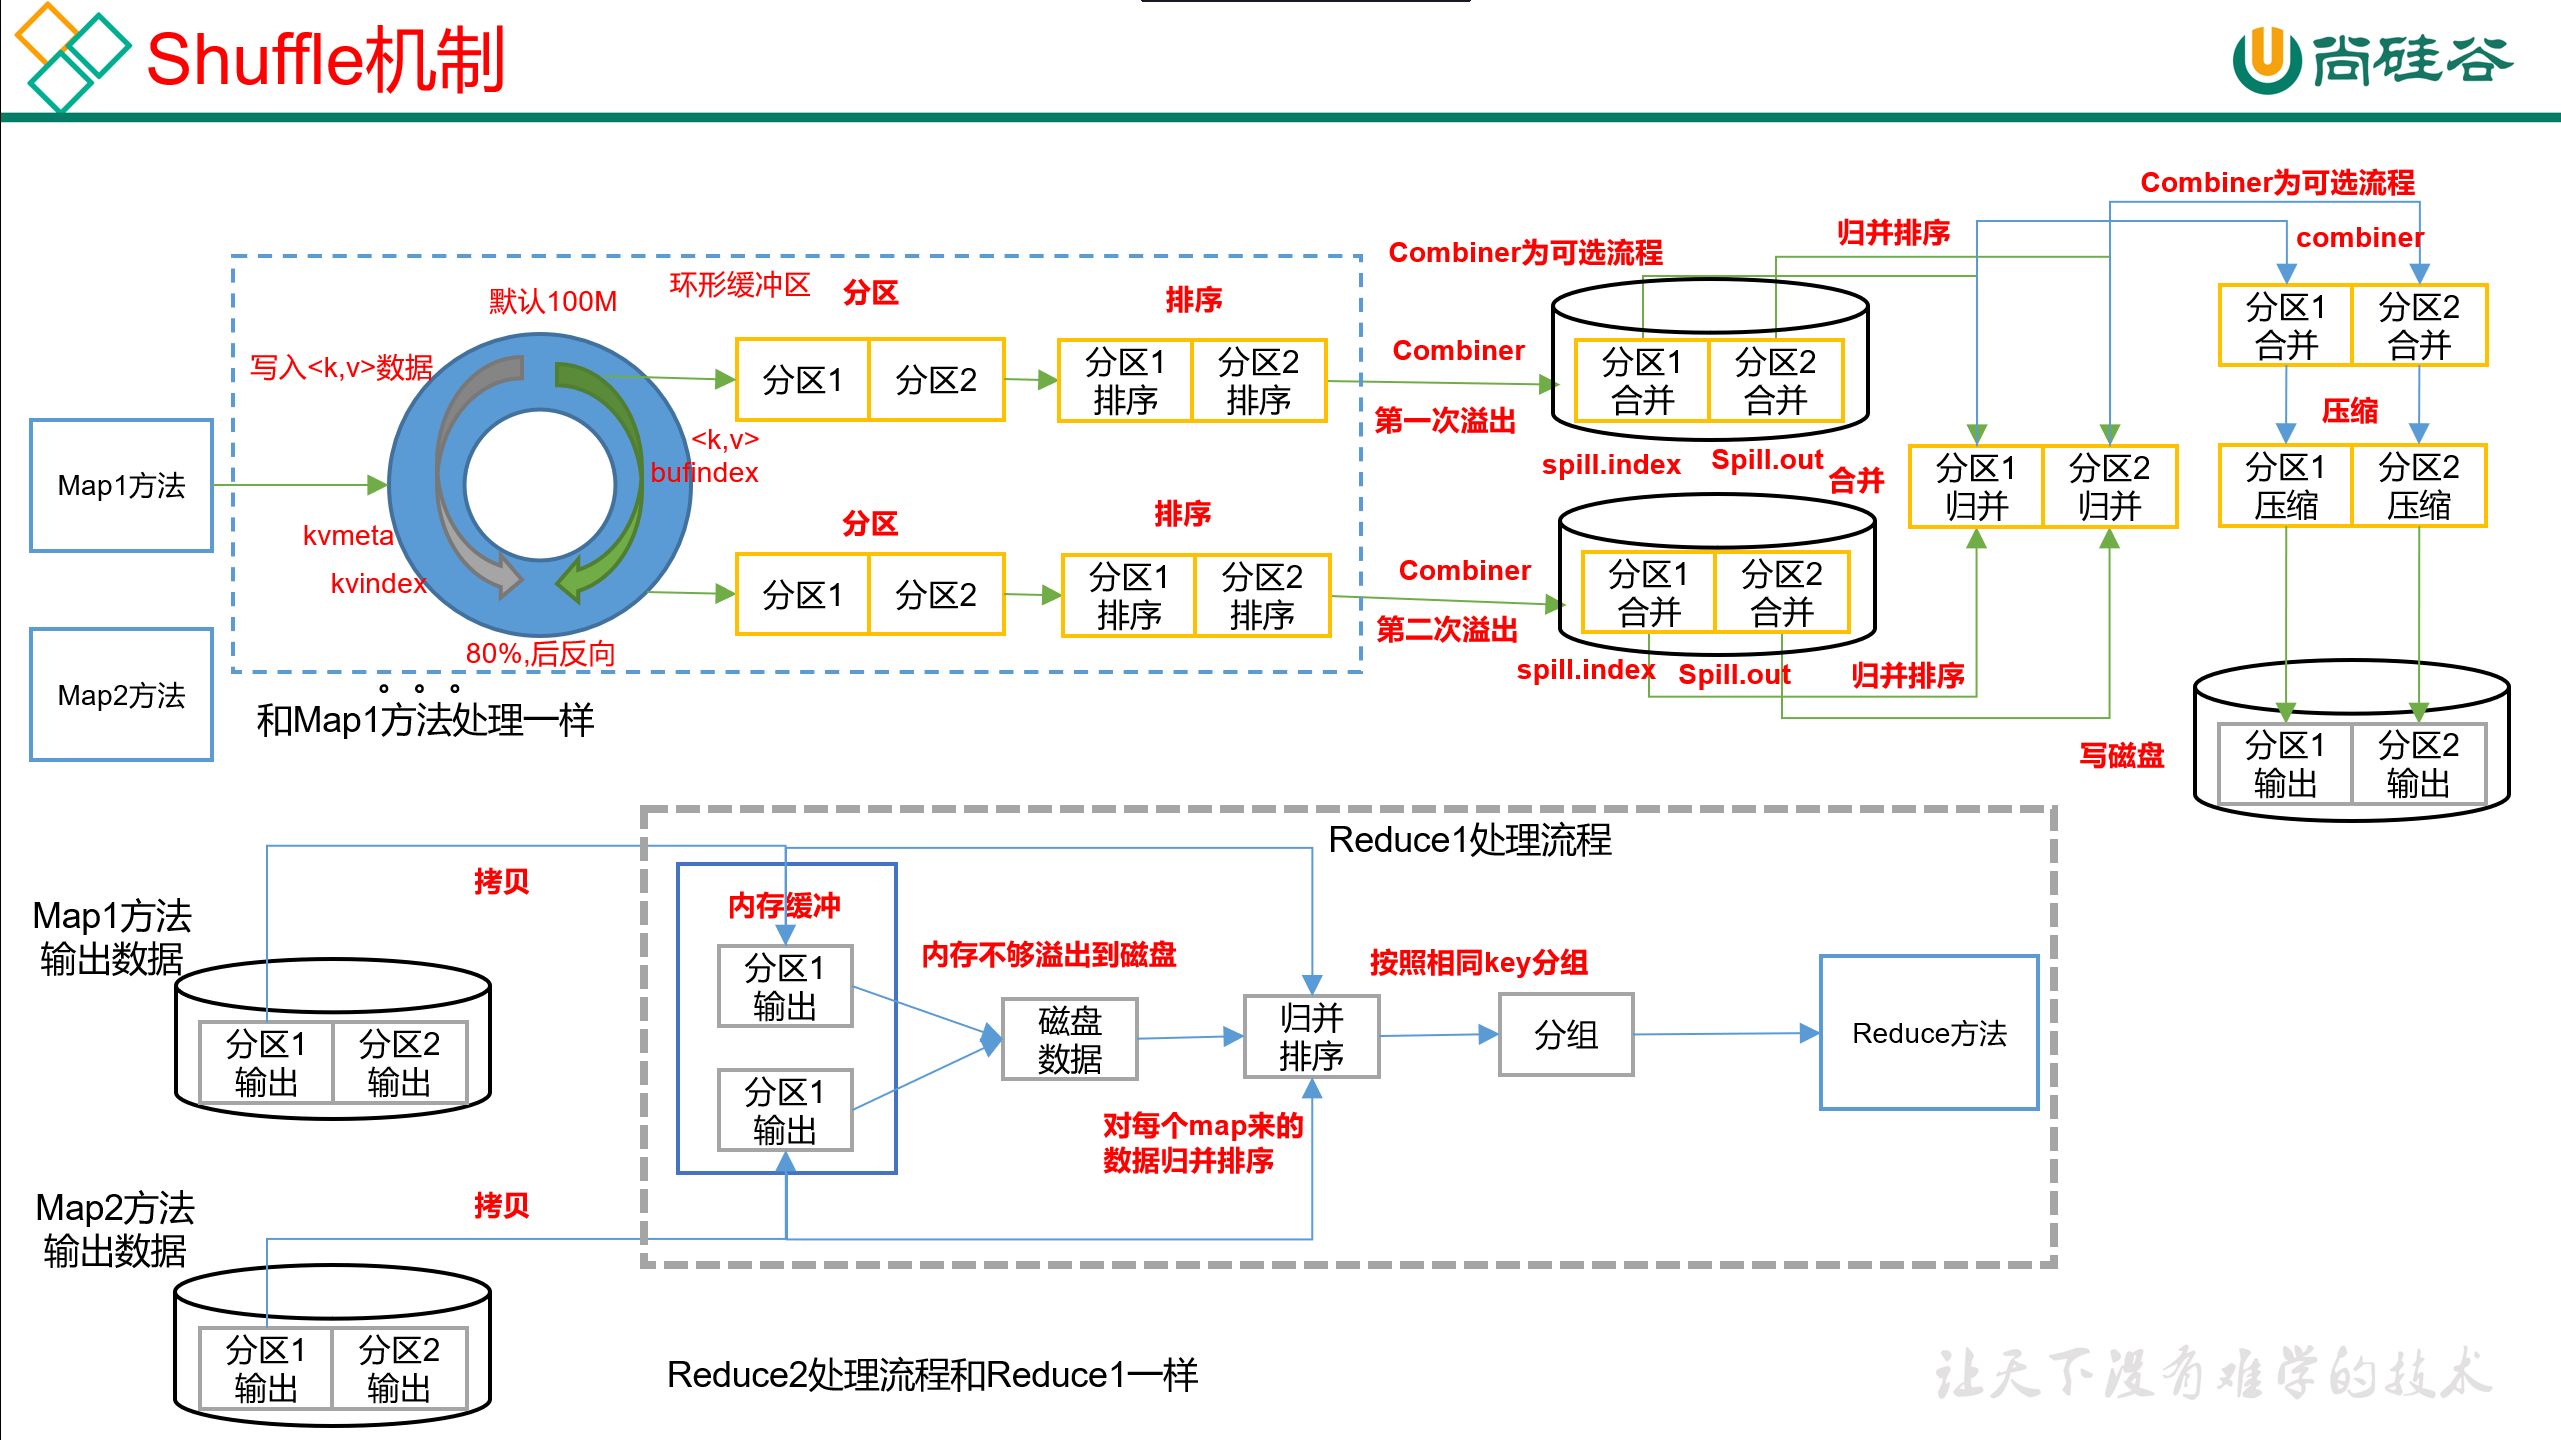 Shuffle机制
尚硅谷
Combiner为可选流程
归并排序
combiner
Combiner为可选流程
环形缓冲区
分区
排序
默认100M
分区1
合并
分区2
合并
写入<k,v>数据
Combiner
分区1
分区2
分区1
排序
分区2
排序
分区1
合并
分区2
合并
第一次溢出
压缩
<k,v>
bufindex
spill.index
Spill.out
合并
分区1
归并
分区2
归并
分区1
压缩
分区2
压缩
Map1方法
kvmeta
kvindex
分区
排序
Combiner
分区1
分区2
分区1
排序
分区2
排序
分区1
合并
分区2
合并
第二次溢出
80%,后反向
spill.index
Spill.out
归并排序
Map2方法
。。。
和Map1方法处理一样
写磁盘
分区1
输出
分区2
输出
Reduce1处理流程
拷贝
Map1方法
输出数据
内存缓冲
内存不够溢出到磁盘
按照相同key分组
分区1
输出
分区2
输出
分区1
输出
磁盘
数据
归并
排序
分组
Reduce方法
分区1
输出
对每个map来的
数据归并排序
拷贝
Map2方法
输出数据
分区1
输出
分区2
输出
Reduce2处理流程和Reduce1一样
让天下没有难学的技术